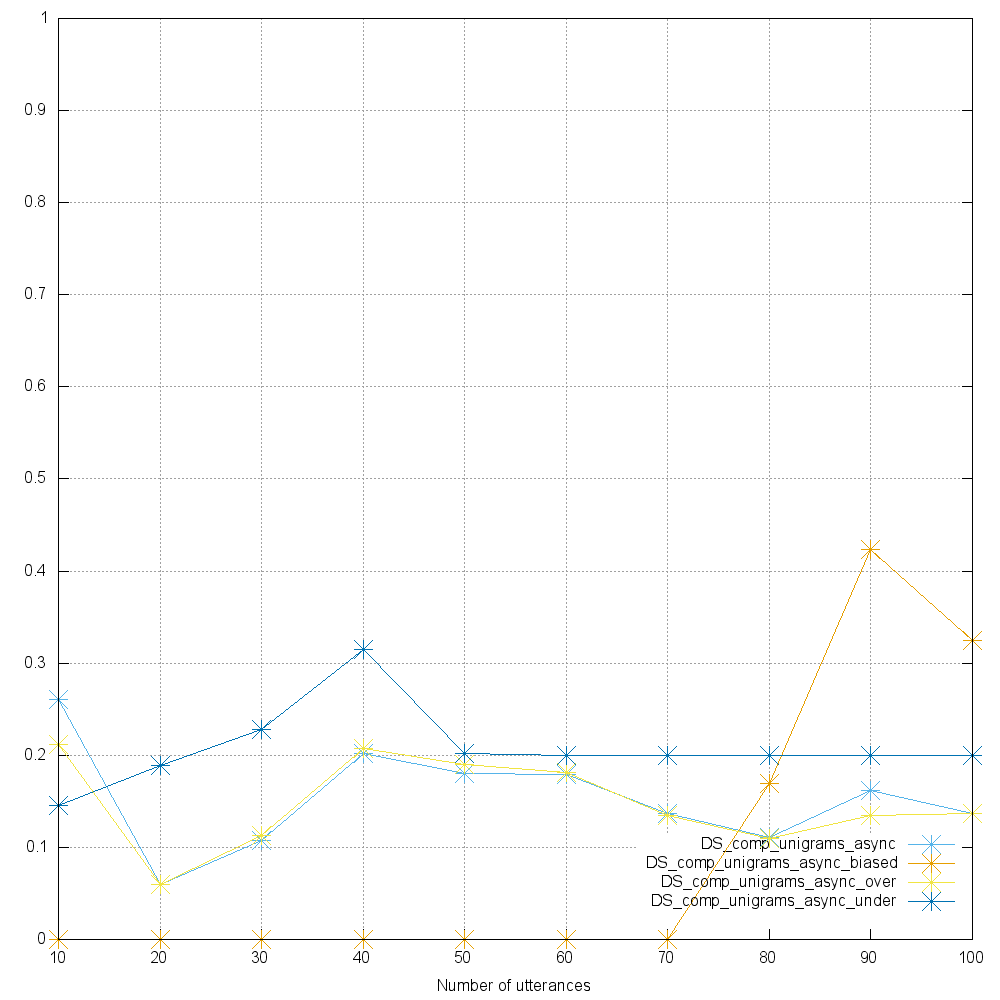 1
0.9
0.8
0.7
0.6
0.5
0.4
0.3
0.2
0.1
0
DS_comp_unigrams_async
DS_comp_unigrams_async_biased
DS_comp_unigrams_async_over
DS_comp_unigrams_async_under
10 20 30 40 50 60 70 80 90 100
Number of utterances